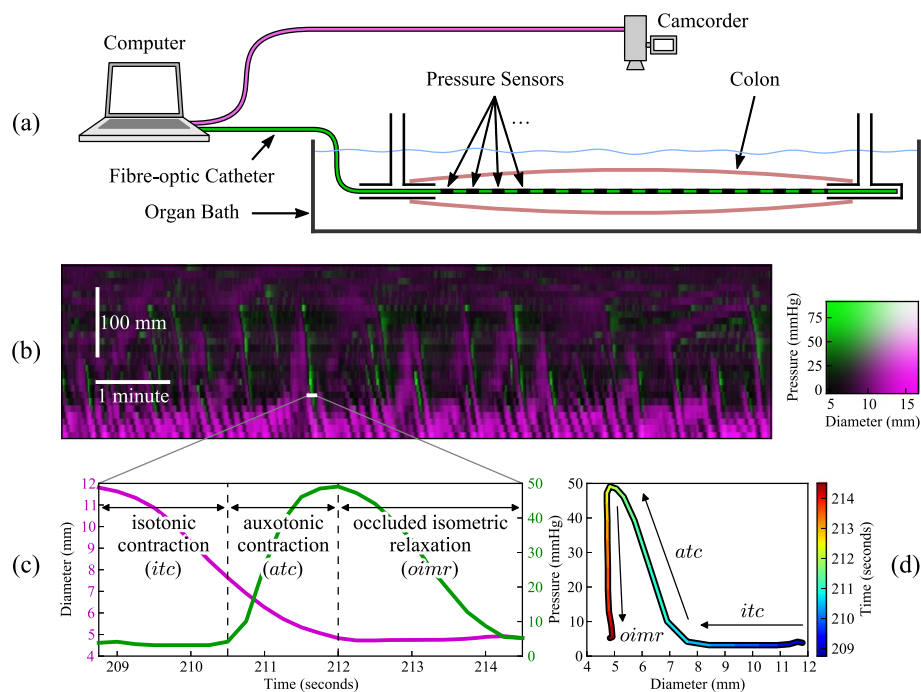 Computer
Camcorder
Pressure Sensors
Colon
...
(a)
Fibre-optic Catheter
Organ Bath
100 mm
1 minute
(b)
Pressure (mmHg)
75
50
25
0
5 10 15
Diameter (mm)
12
11
10
9
8
7
6
5
4
Diameter (mm)
isotonic
contraction
(itc)
auxotonic
contraction
(atc)
occluded isometric
relaxation
(oimr)
50
40
30
20
10
0
209 210 211 212 213 214
Time (seconds)
(c)
Pressure (mmHg)
50
40
30
20
10
0
atc
itc
oimr
4 5 6 7 8 9 10 11 12
Diameter (mm)
214
213
212
211
210
209
Time (seconds)
(d)